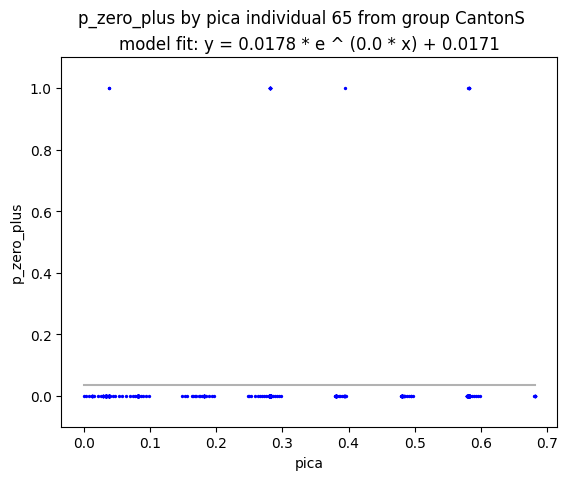 p_zero_plus by pica individual 65 from group CantonS
model fit: y = 0.0178 * e ^ (0.0 * x) + 0.0171
1.0
0.8
0.6
0.4
0.2
0.0
p_zero_plus
0.0 0.1 0.2 0.3 0.4 0.5 0.6 0.7
pica